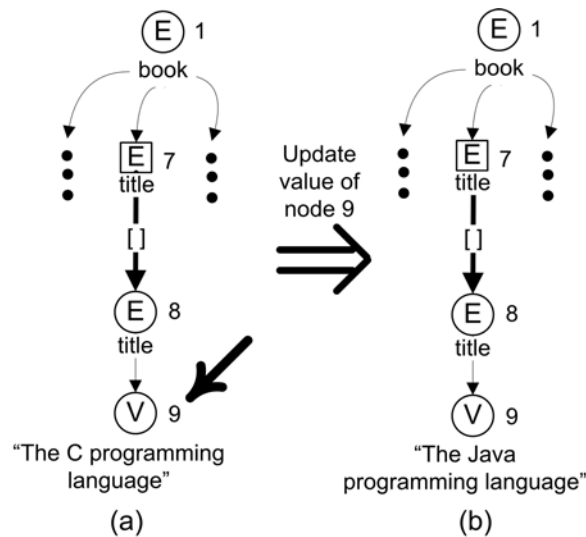 E 1
book
E 7
title
[ ]
E 8
title
V 9
"The C programming
language"
(a)
Update
value of
node 9
E 1
book
E 7
title
[ ]
E 8
title
V 9
"The Java
programming language"
(b)